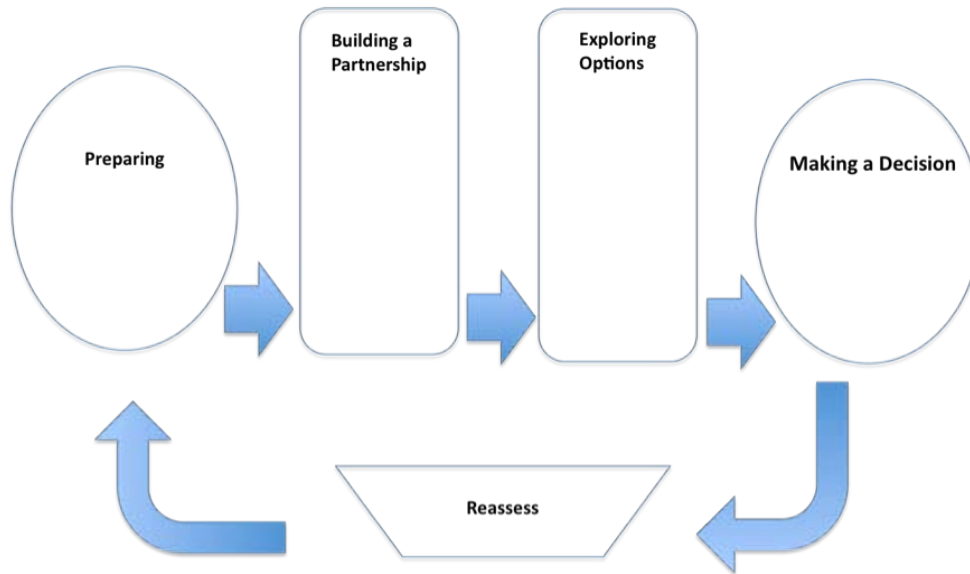 Preparing
Building a
Partnership
Exploring
Options
Making a Decision
Reassess